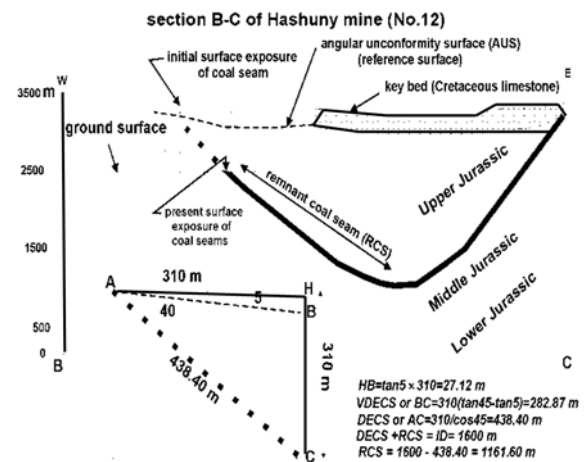 section B-C of Hashuny mine (No.12)
angular unconformity surface (AUS)
(reference surface)
initial surface exposure
of coal seam
key bed (Cretaceous limestone)
W
E
3500 m
ground surface
2500
remnant coal seam (RCS)
Upper Jurassic
present surface
exposure of
coal seams
1500
Middle Jurassic
Lower Jurassic
310 m
A
H
5
B
40
500
310 m
438.40 m
0
B
C
C
HB=tan5×310=27.12 m
VDECS or BC=310(tan45-tan5)=282.87 m
DECS or AC=310/cos45=438.40 m
DECS +RCS = ID= 1600 m
RCS = 1600 - 438.40 = 1161.60 m